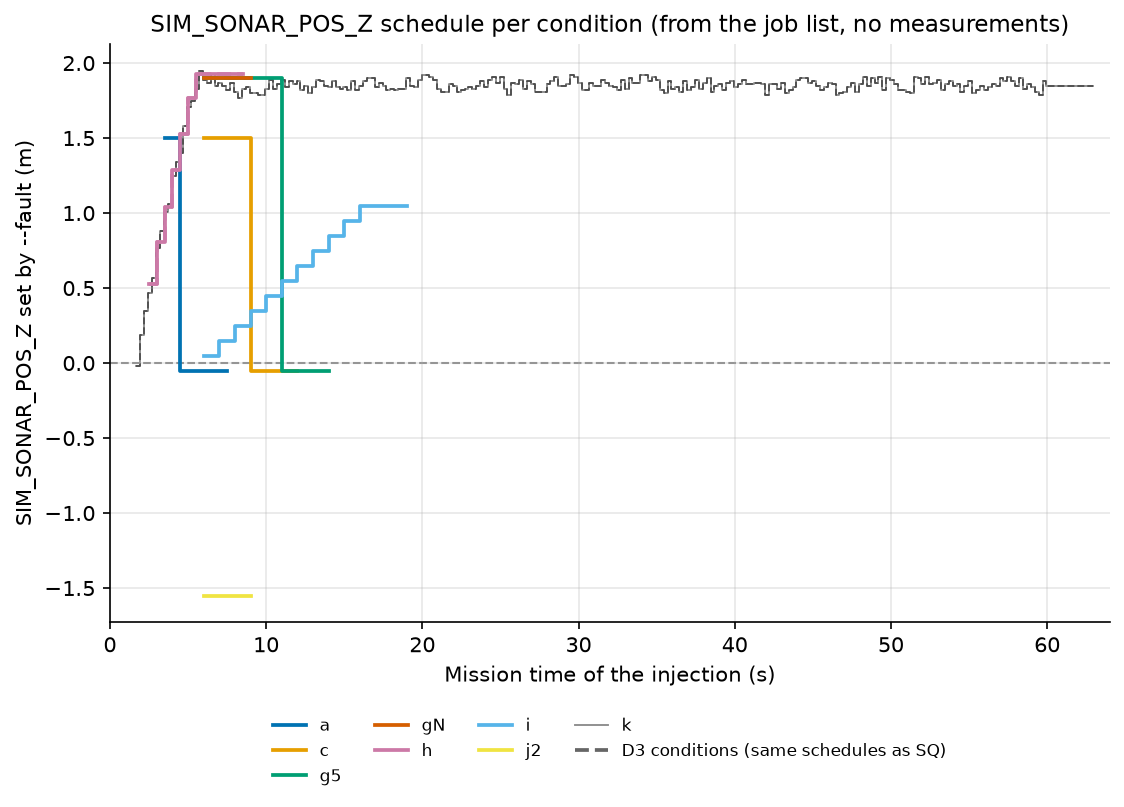 SIM_SONAR_POS_Z schedule per condition (from the job list, no measurements)
SIM_SONAR_POS_Z set by --fault (m)
2.0
1.5
1.0
0.5
0.0
−0.5
−1.0
−1.5
0 10 20 30 40 50 60
Mission time of the injection (s)
a gN i k
c h j2 D3 conditions (same schedules as SQ)
g5